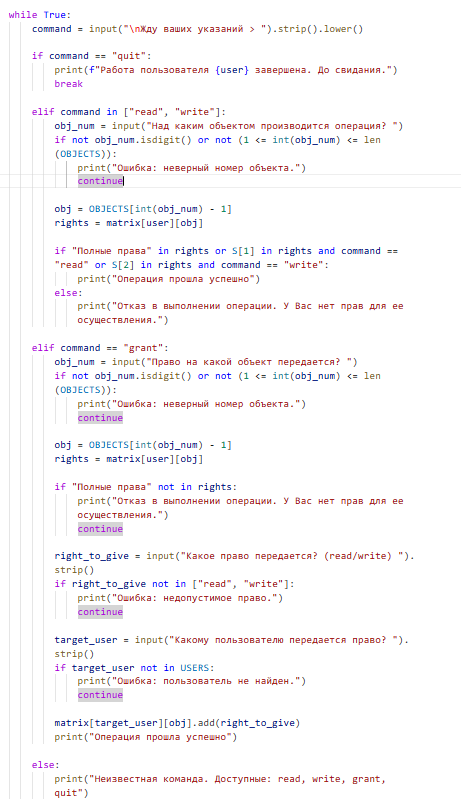 while True:
    command = input("\nЖду ваших указаний > ").strip().lower()

    if command == "quit":
        print(f"Работа пользователя {user} завершена. До свидания.")
        break

    elif command in ["read", "write"]:
        obj_num = input("Над каким объектом производится операция? ")
        if not obj_num.isdigit() or not (1 <= int(obj_num) <= len
        (OBJECTS)):
            print("Ошибка: неверный номер объекта.")
            continue

        obj = OBJECTS[int(obj_num) - 1]
        rights = matrix[user][obj]

        if "Полные права" in rights or S[1] in rights and command ==
        "read" or S[2] in rights and command == "write":
            print("Операция прошла успешно")
        else:
            print("Отказ в выполнении операции. У Вас нет прав для ее
            осуществления.")

    elif command == "grant":
        obj_num = input("Право на какой объект передается? ")
        if not obj_num.isdigit() or not (1 <= int(obj_num) <= len
        (OBJECTS)):
            print("Ошибка: неверный номер объекта.")
            continue

        obj = OBJECTS[int(obj_num) - 1]
        rights = matrix[user][obj]

        if "Полные права" not in rights:
            print("Отказ в выполнении операции. У Вас нет прав для ее
            осуществления.")
            continue

        right_to_give = input("Какое право передается? (read/write) ").
        strip()
        if right_to_give not in ["read", "write"]:
            print("Ошибка: недопустимое право.")
            continue

        target_user = input("Какому пользователю передается право? ").
        strip()
        if target_user not in USERS:
            print("Ошибка: пользователь не найден.")
            continue

        matrix[target_user][obj].add(right_to_give)
        print("Операция прошла успешно")

    else:
        print("Неизвестная команда. Доступные: read, write, grant,
        quit")